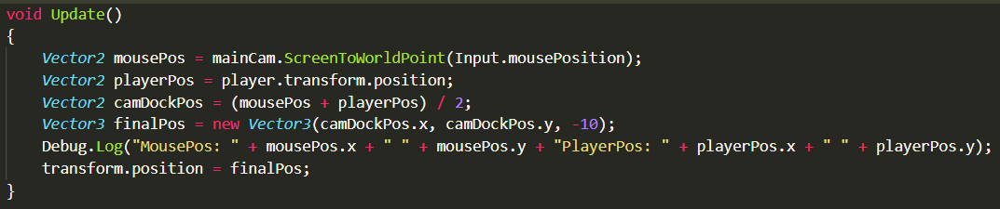 void Update()
{
    Vector2 mousePos = mainCam.ScreenToWorldPoint(Input.mousePosition);
    Vector2 playerPos = player.transform.position;
    Vector2 camDockPos = (mousePos + playerPos) / 2;
    Vector3 finalPos = new Vector3(camDockPos.x, camDockPos.y, -10);
    Debug.Log("MousePos: " + mousePos.x + " " + mousePos.y + "PlayerPos: " + playerPos.x + " " + playerPos.y);
    transform.position = finalPos;
}